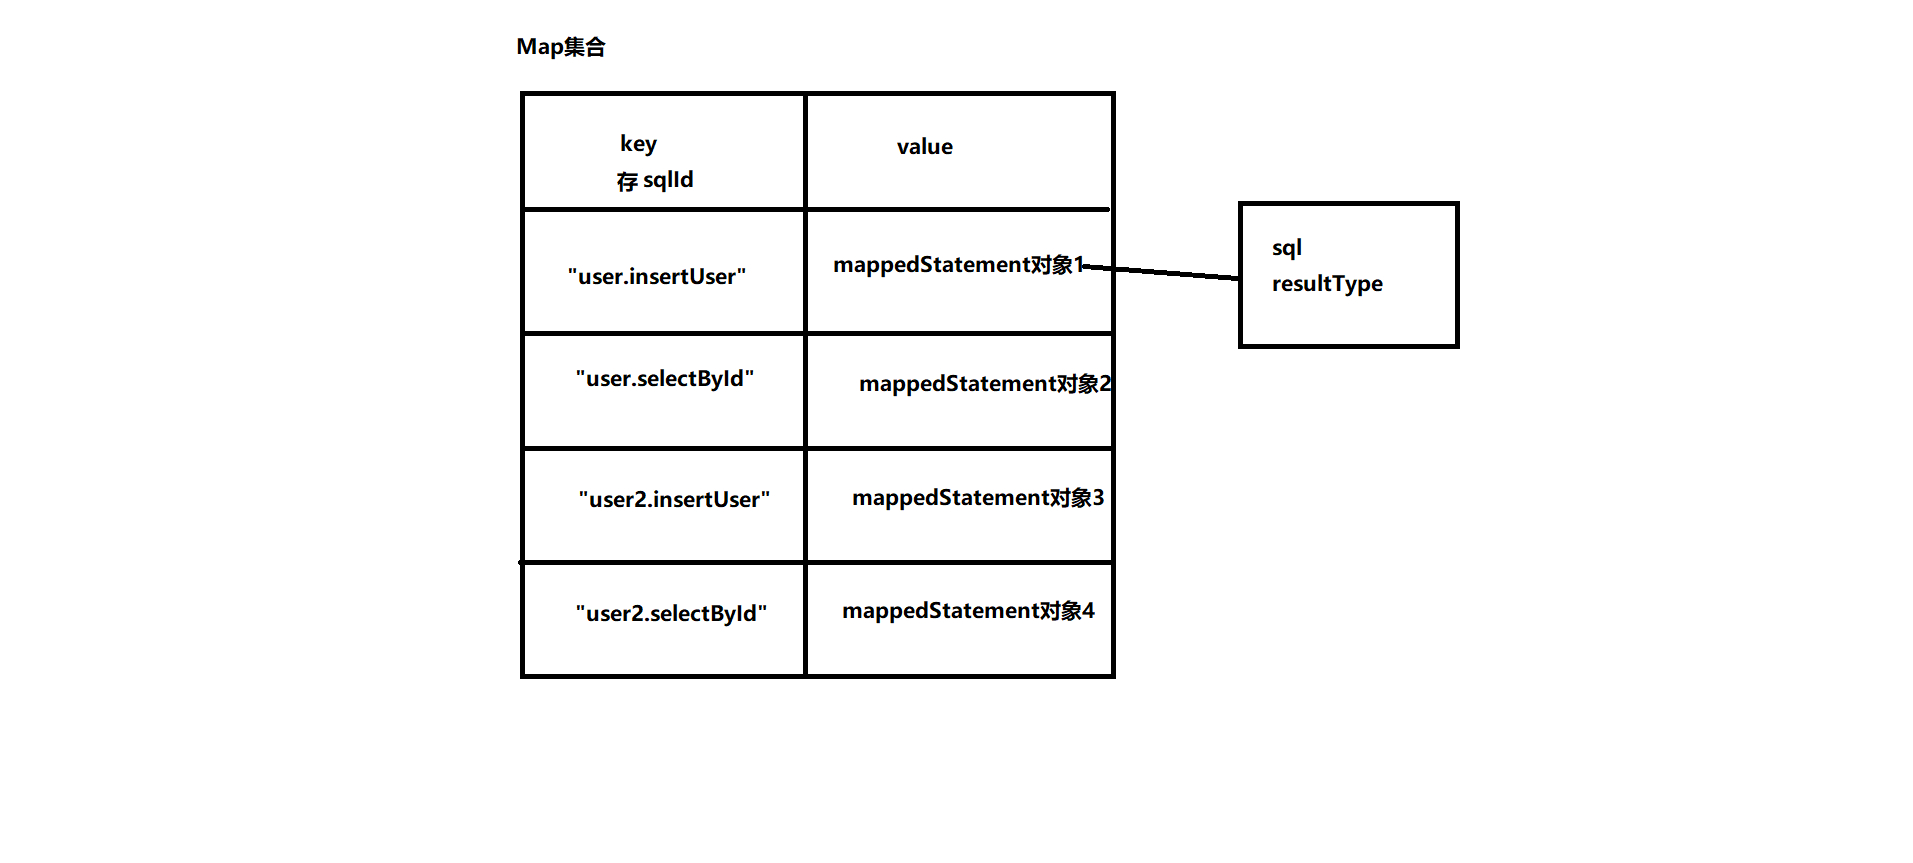 Map集合
key
存 sqlId
value
"user.insertUser"
mappedStatement对象1
sql
resultType
"user.selectById"
mappedStatement对象2
"user2.insertUser"
mappedStatement对象3
"user2.selectById"
mappedStatement对象4